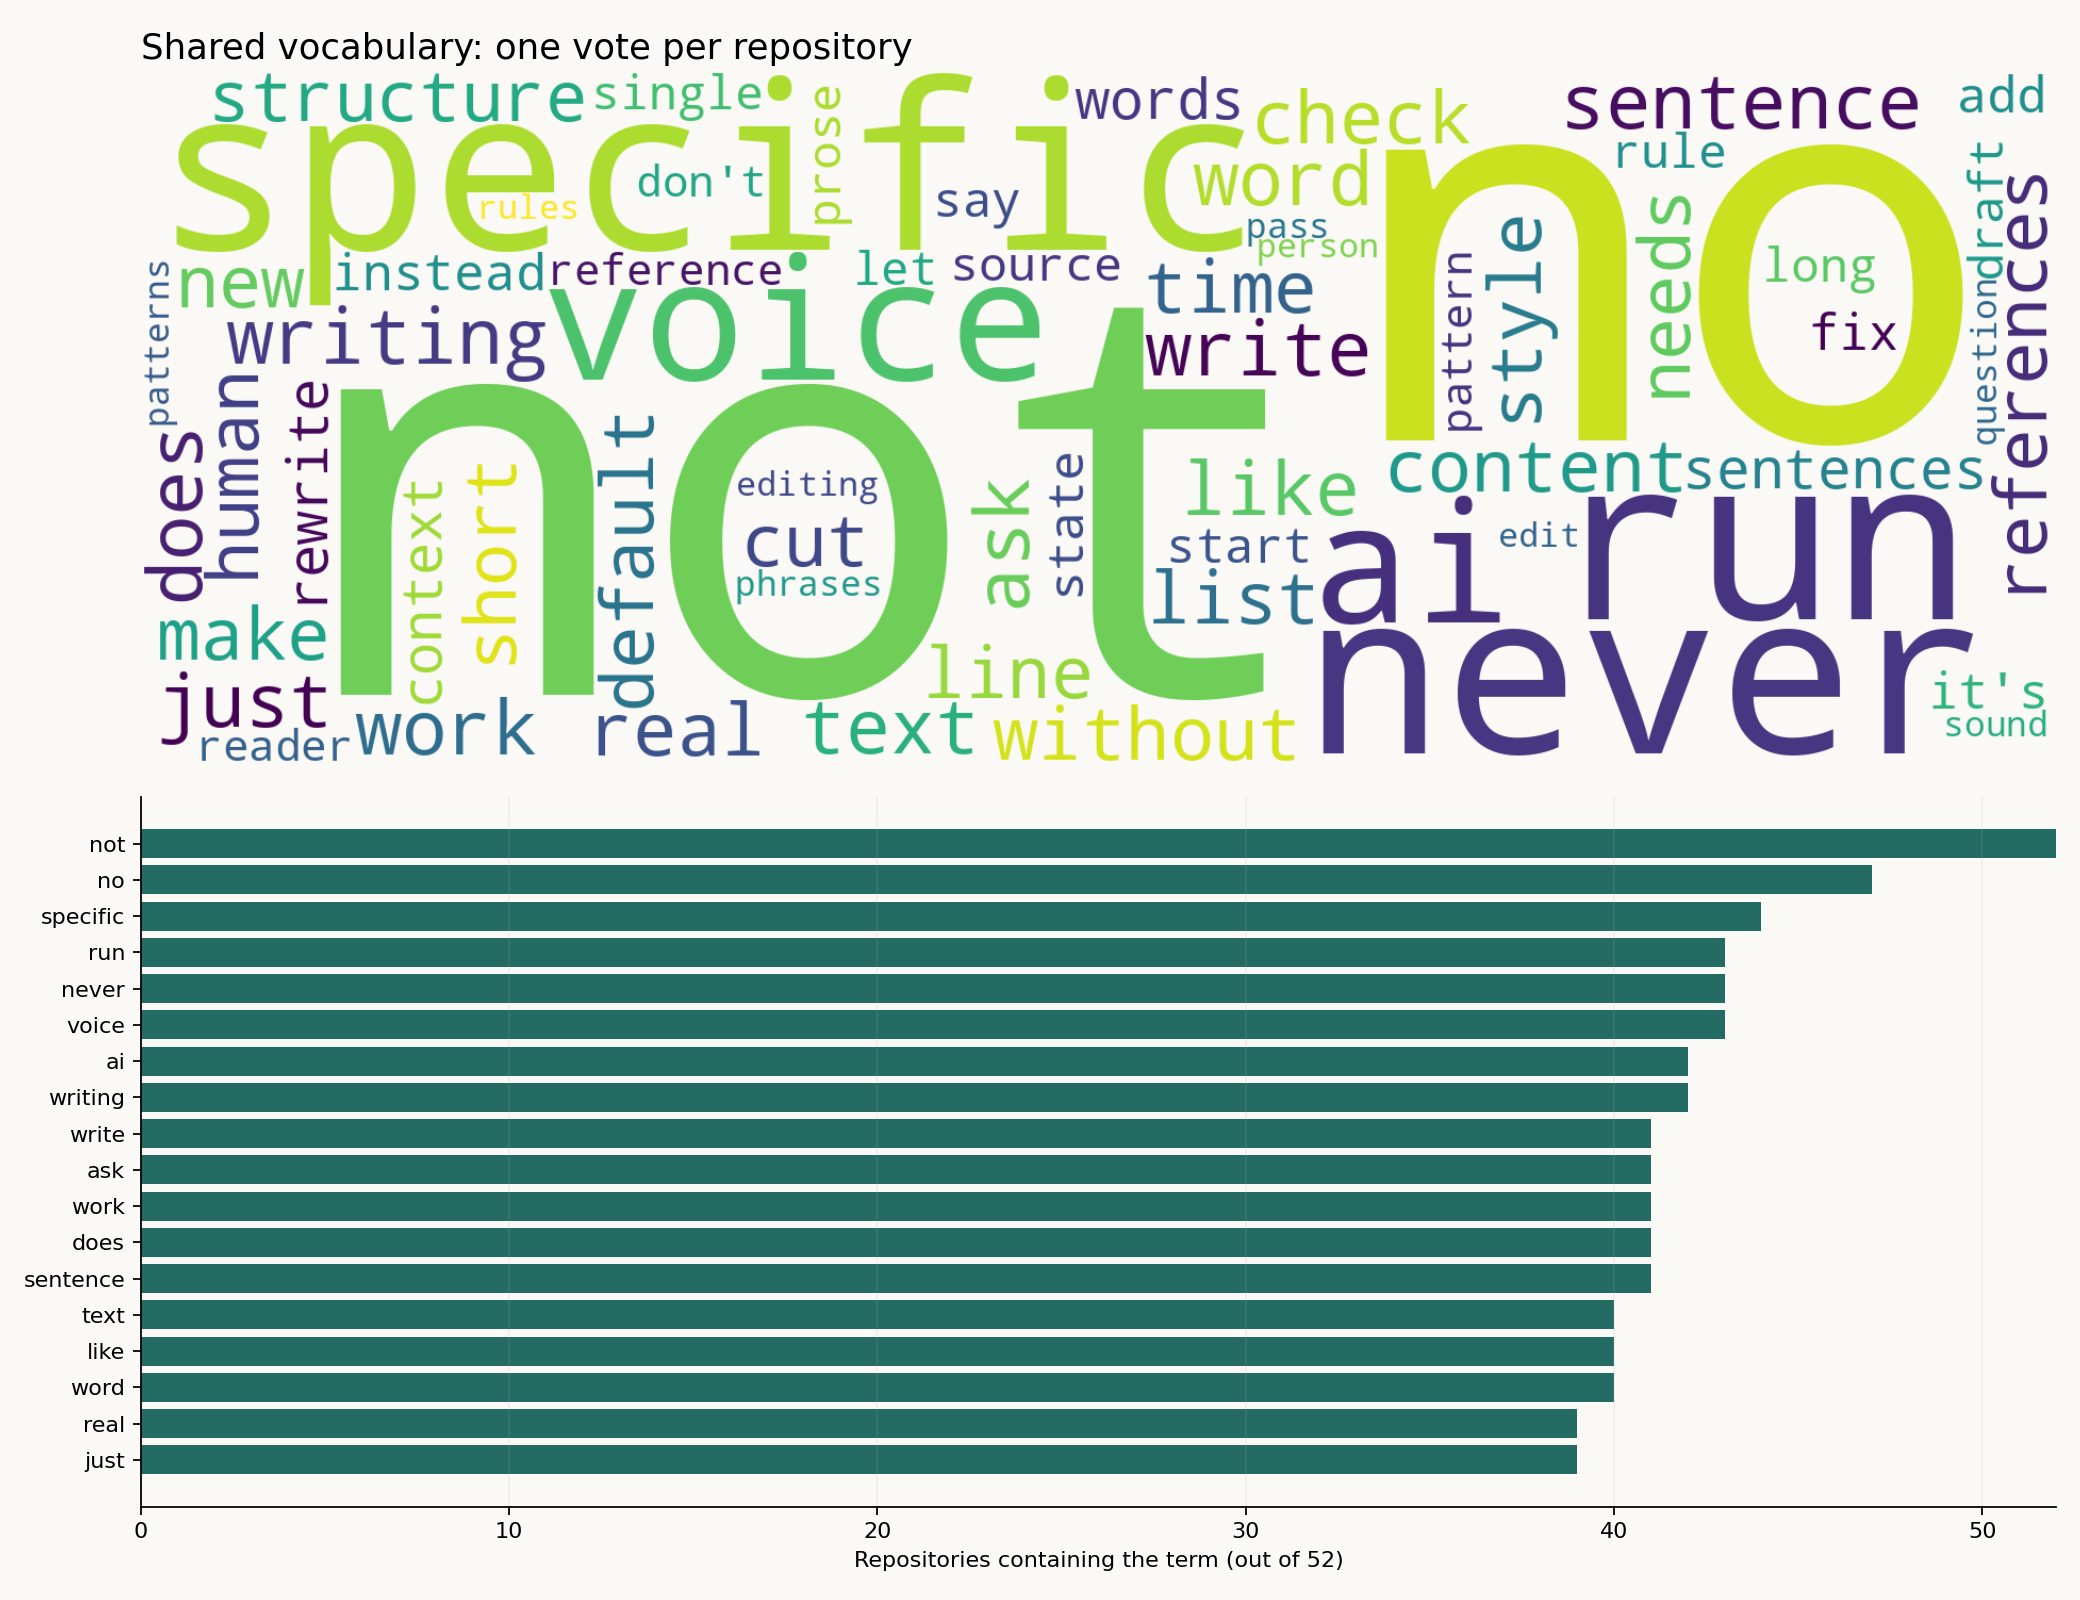 Shared vocabulary: one vote per repository
structure
single
prose
words
check
sentence
add
specific
don't
rules
say
word
rule
no
draft
pass
person
needs
style
pattern
long
fix
references
question
patterns
new
instead
reference
let
source
time
writing
voice
write
human
rewrite
does
not
context
short
default
editing
cut
phrases
ask
state
like
start
list
content
sentences
ai
edit
run
make
just
reader
work
real
line
text
without
never
it's
sound
not
no
specific
run
never
voice
ai
writing
write
ask
work
does
sentence
text
like
word
real
just
0 10 20 30 40 50
Repositories containing the term (out of 52)